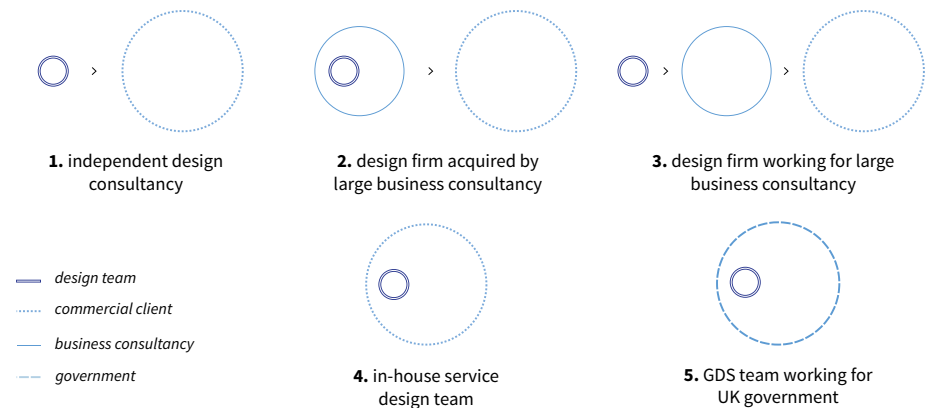 > > > >
1. independent design
consultancy
2. design firm acquired by
large business consultancy
3. design firm working for large
business consultancy
design team
commercial client
business consultancy
government
4. in-house service
design team
5. GDS team working for
UK government